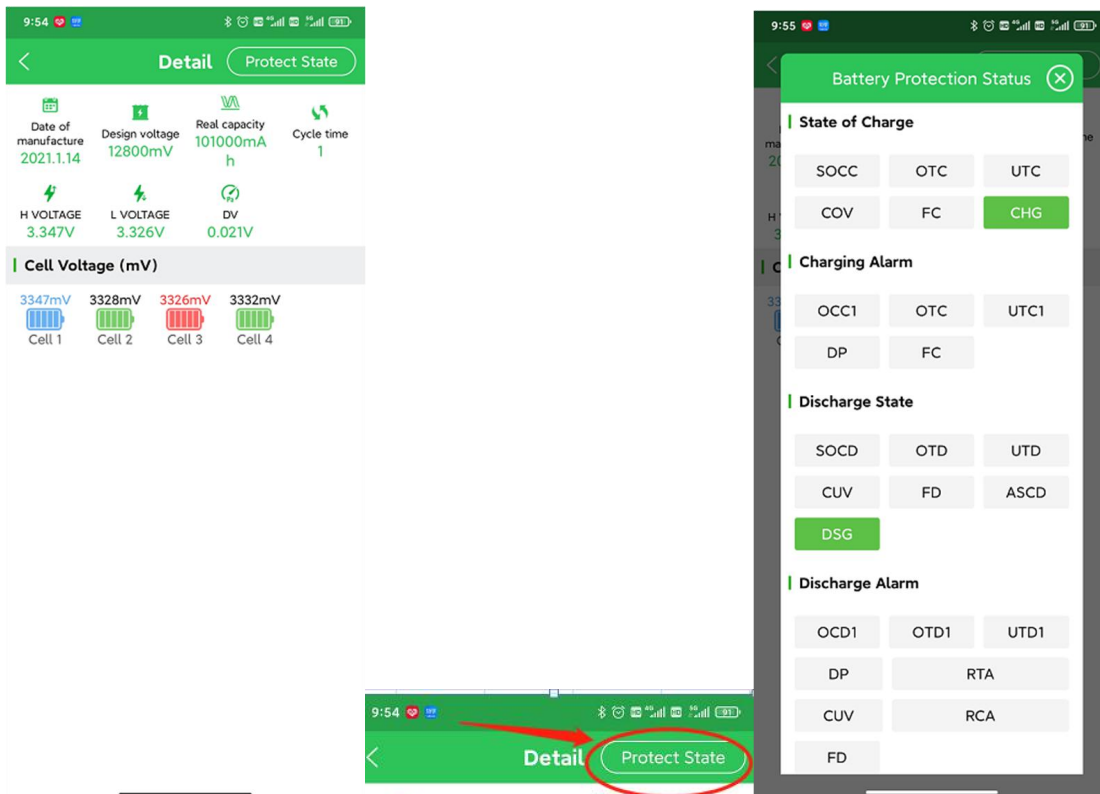 9:54
91
Detail
Protect State
Date of
manufacture
2021.1.14
Design voltage
12800mV
Real capacity
101000mA
h
Cycle time
1
H VOLTAGE
3.347V
L VOLTAGE
3.326V
DV
0.021V
Cell Voltage (mV)
3347mV 3328mV 3326mV 3332mV
Cell 1 Cell 2 Cell 3 Cell 4
9:54
91
Detail
Protect State
9:55
91
Battery Protection Status
State of Charge
SOCC OTC UTC
COV FC CHG
Charging Alarm
OCC1 OTC UTC1
DP FC
Discharge State
SOCD OTD UTD
CUV FD ASCD
DSG
Discharge Alarm
OCD1 OTD1 UTD1
DP RTA
CUV RCA
FD